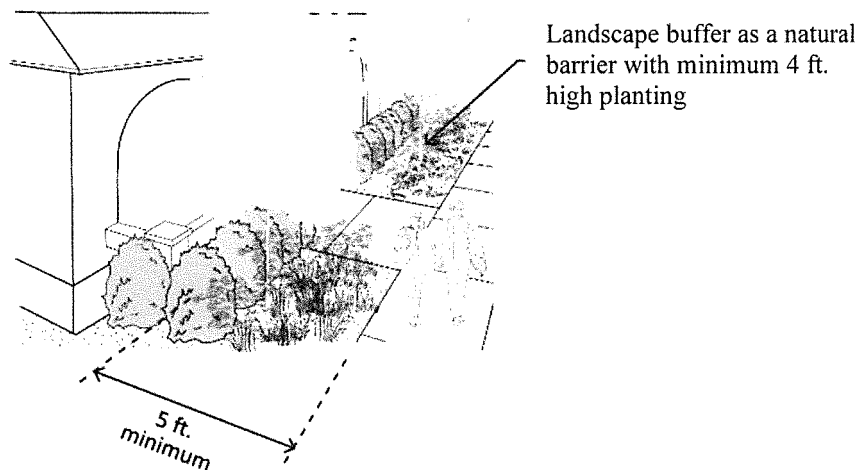 Landscape buffer as a natural
barrier with minimum 4 ft.
high planting
5 ft.
minimum